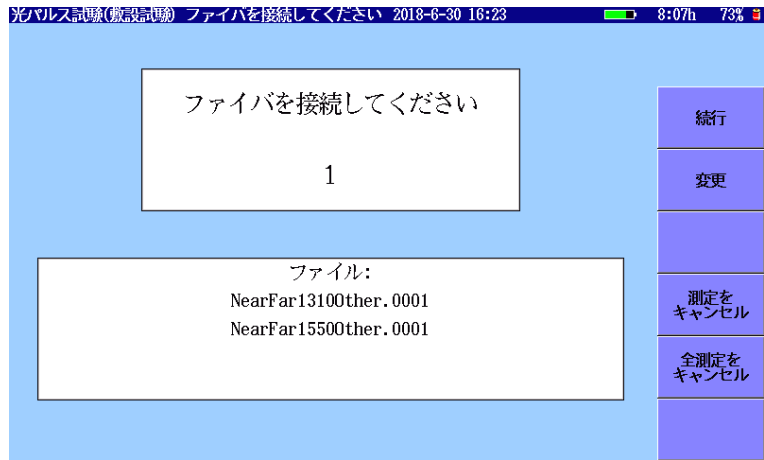 光パルス試験(敷設試験) ファイバを接続してください 2018-6-30 16:23 8:07h 73%
ファイバを接続してください
1
続行
変更
ファイル:
NearFar1310Other.0001
NearFar1550Other.0001
測定を
キャンセル
全測定を
キャンセル